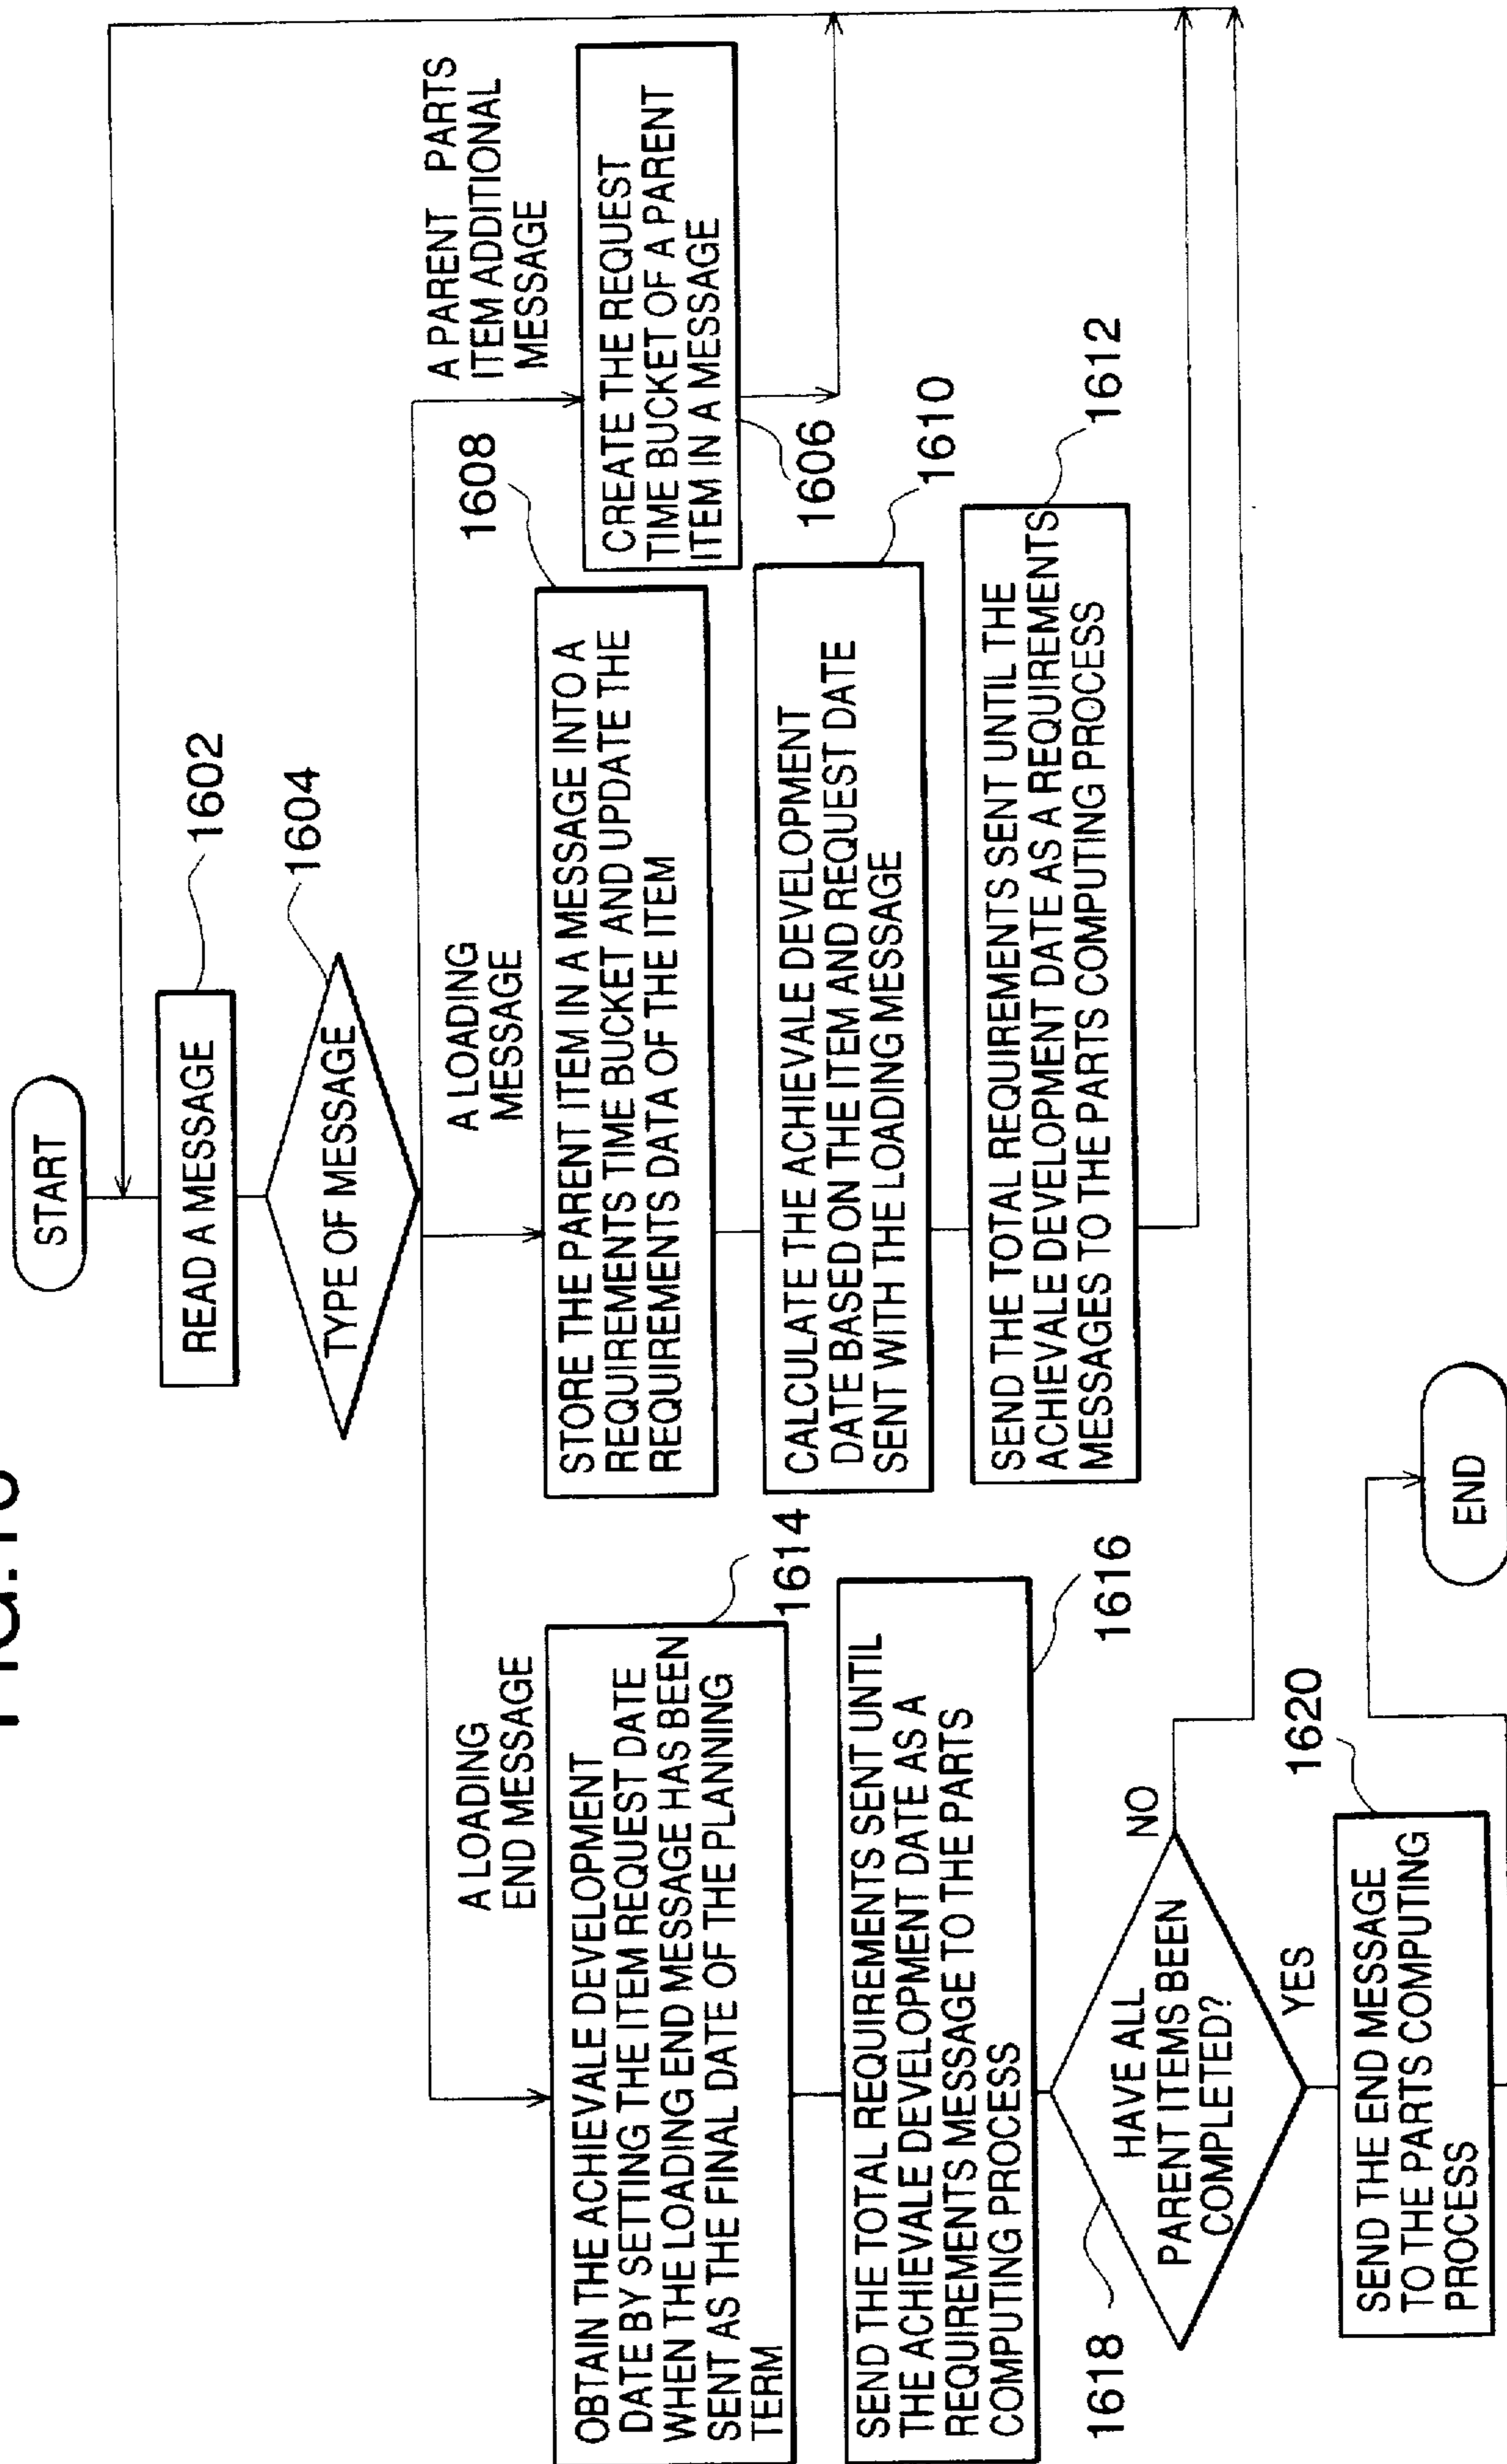 START
READ A MESSAGE
1602
TYPE OF MESSAGE
1604
A LOADING
END MESSAGE
OBTAIN THE ACHIEVALE DEVELOPMENT
DATE BY SETTING THE ITEM REQUEST DATE
WHEN THE LOADING END MESSAGE HAS BEEN
SENT AS THE FINAL DATE OF THE PLANNING
TERM
1614
SEND THE TOTAL REQUIREMENTS SENT UNTIL
THE ACHIEVALE DEVELOPMENT DATE AS A
REQUIREMENTS MESSAGE TO THE PARTS
COMPUTING PROCESS
1616
HAVE ALL
PARENT ITEMS BEEN
COMPLETED?
1618
NO
YES
SEND THE END MESSAGE
TO THE PARTS COMPUTING
PROCESS
1620
END
A LOADING
MESSAGE
STORE THE PARENT ITEM IN A MESSAGE INTO A
REQUIREMENTS TIME BUCKET AND UPDATE THE
REQUIREMENTS DATA OF THE ITEM
1608
CALCULATE THE ACHIEVALE DEVELOPMENT
DATE BASED ON THE ITEM AND REQUEST DATE
SENT WITH THE LOADING MESSAGE
1610
SEND THE TOTAL REQUIREMENTS SENT UNTIL THE
ACHIEVALE DEVELOPMENT DATE AS A REQUIREMENTS
MESSAGES TO THE PARTS COMPUTING PROCESS
1612
A PARENT PARTS
ITEM ADDITIONAL
MESSAGE
CREATE THE REQUEST
TIME BUCKET OF A PARENT
ITEM IN A MESSAGE
1606